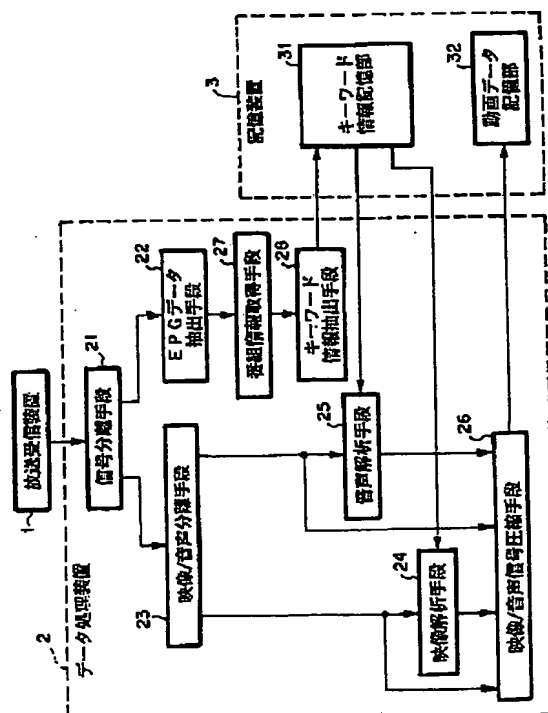 1
放送受信装置
2
データ処理装置
21
信号分離手段
22
EPGデータ
抽出手段
27
番組情報取得手段
28
キーワード
情報抽出手段
23
映像/音声分離手段
25
音声解析手段
24
映像解析手段
26
映像/音声信号圧縮手段
3
記憶装置
31
キーワード
情報記憶部
32
動画データ
記憶部